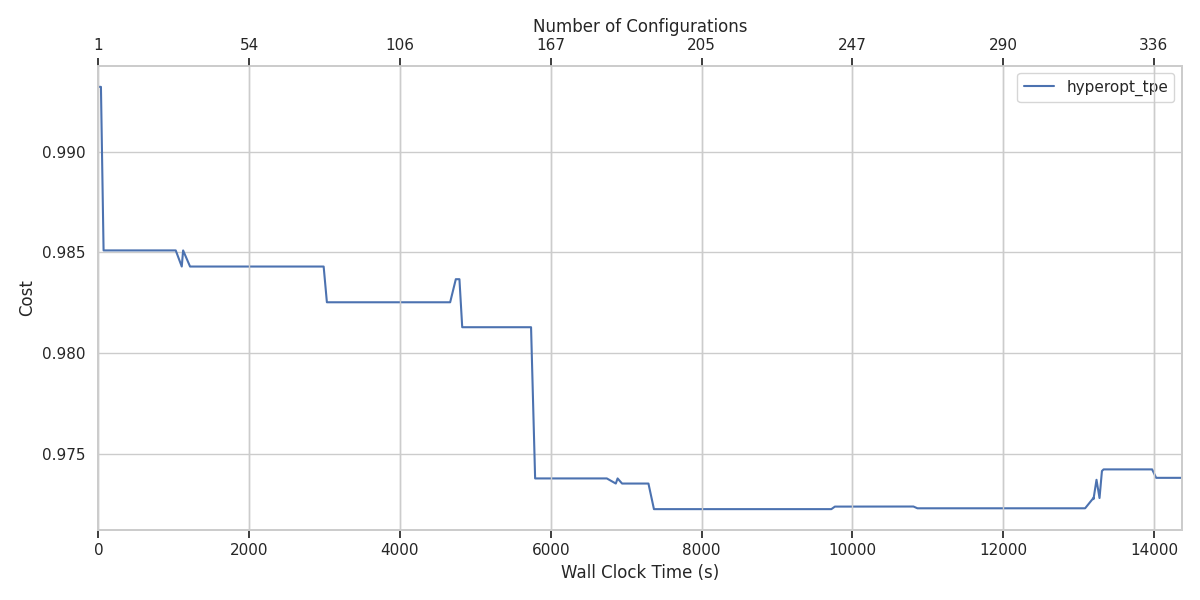 Number of Configurations
1 54 106 167 205 247 290 336
hyperopt_tpe
0.990
0.985
0.980
0.975
Cost
0 2000 4000 6000 8000 10000 12000 14000
Wall Clock Time (s)